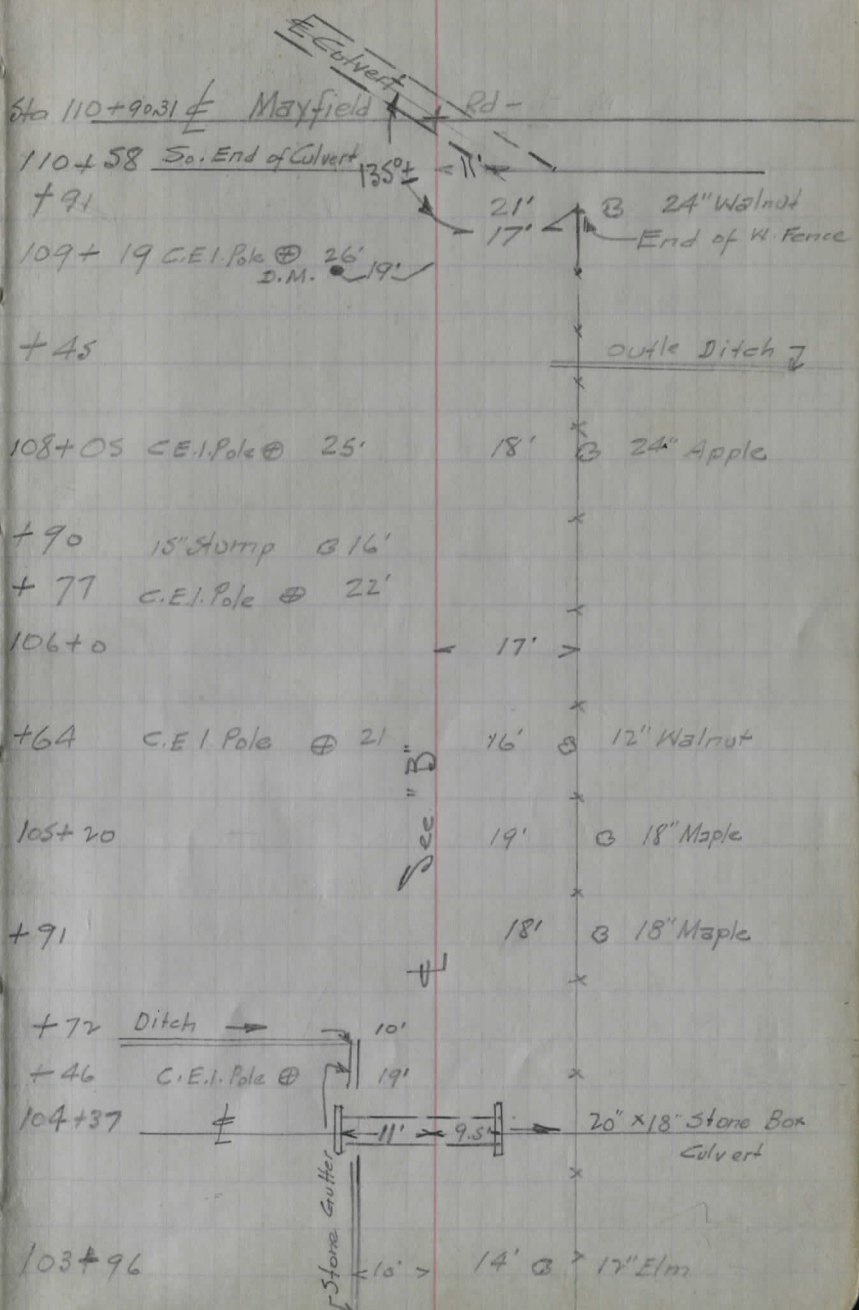 ℄ Culvert
Sta 110+90.31 ℄ Mayfield Rd -
110+58 So. End of Culvert 135°± 11'
+91 21' 24" Walnut
17' End of W. Fence
109+19 C.E.I. Pole ⊕ 26'
D.M. 19'
+45 Outle Ditch
108+05 C.E.I. Pole ⊕ 25' 18' 24" Apple
+90 15" Stump 16'
+77 C.E.I. Pole ⊕ 22'
106+0 17'
+64 C.E.I. Pole ⊕ 21 16' 12" Walnut
105+20 19' 18" Maple
+91 18' 18" Maple
℄ Sec "B"
+72 Ditch → 10'
+46 C.E.I. Pole ⊕ 19'
104+37 ℄ 11' 9.5' 20" x 18" Stone Box
Culvert
Stone Gutter
103+96 10' 14' 12" Elm